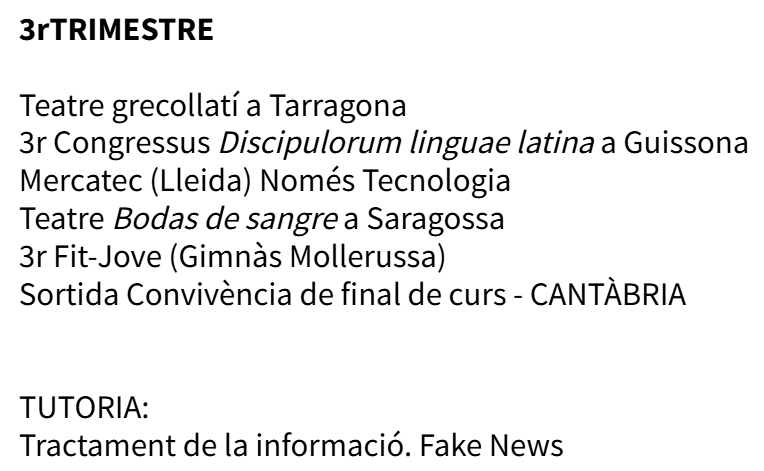 3rTRIMESTRE
Teatre grecollatí a Tarragona
3r Congressus Discipulorum linguae latina a Guissona
Mercatec (Lleida) Només Tecnologia
Teatre Bodas de sangre a Saragossa
3r Fit-Jove (Gimnàs Mollerussa)
Sortida Convivència de final de curs - CANTÀBRIA
TUTORIA:
Tractament de la informació. Fake News